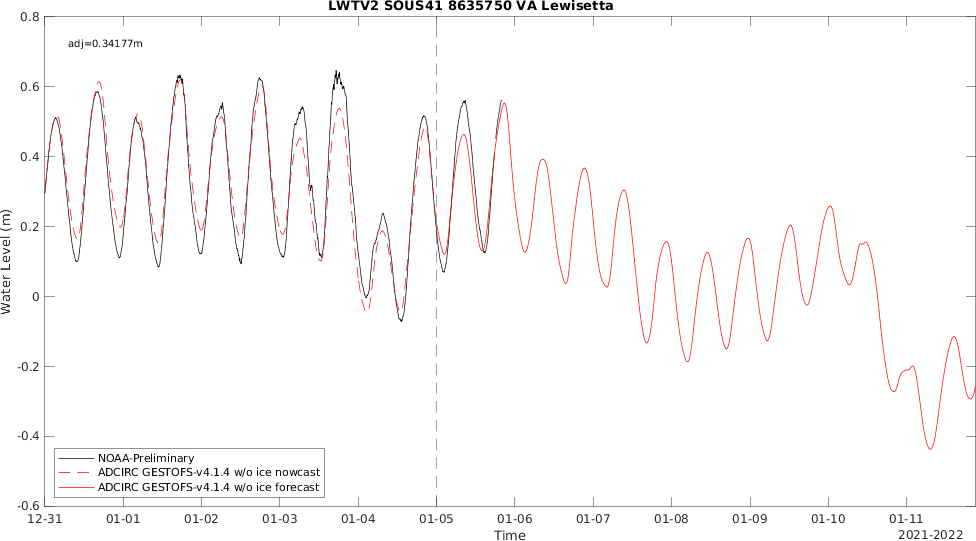 LWTV2 SOUS41 8635750 VA Lewisetta
adj=0.34177m
Water Level (m)
0.8
0.6
0.4
0.2
0
-0.2
-0.4
-0.6
NOAA-Preliminary
ADCIRC GESTOFS-v4.1.4 w/o ice nowcast
ADCIRC GESTOFS-v4.1.4 w/o ice forecast
12-31 01-01 01-02 01-03 01-04 01-05 01-06 01-07 01-08 01-09 01-10 01-11
Time
2021-2022